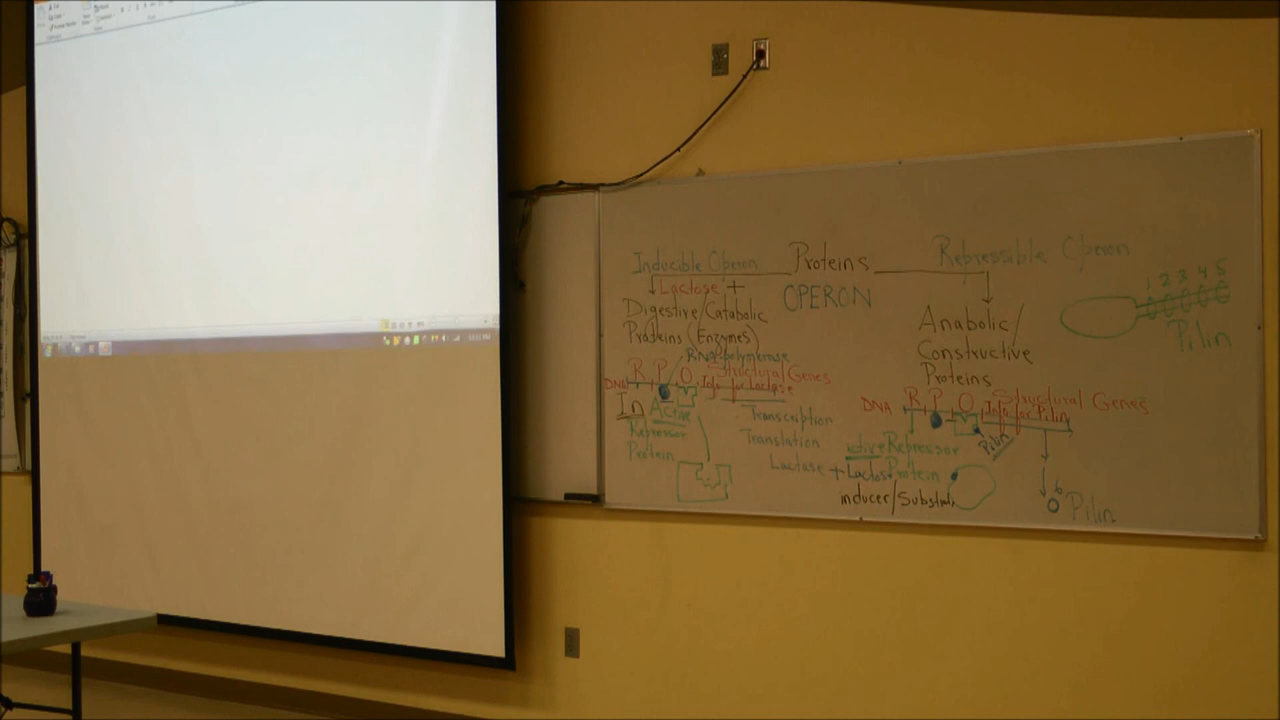 Proteins
OPERON
Inducible Operon
Lactose +
Digestive/Catabolic
Proteins (Enzymes)
RNA-polymerase
R P O Structural Genes
DNA Info for Lactose
In Active
Repressor
Protein
Transcription
Translation
Lactase + Lactose
inducer/Substrate
Repressible Operon
Anabolic/
Constructive
Proteins
R P O Structural Genes
DNA Info for Pilin
Pilin
active Repressor
Protein
6
Pilin
1 2 3 4 5
Pilin